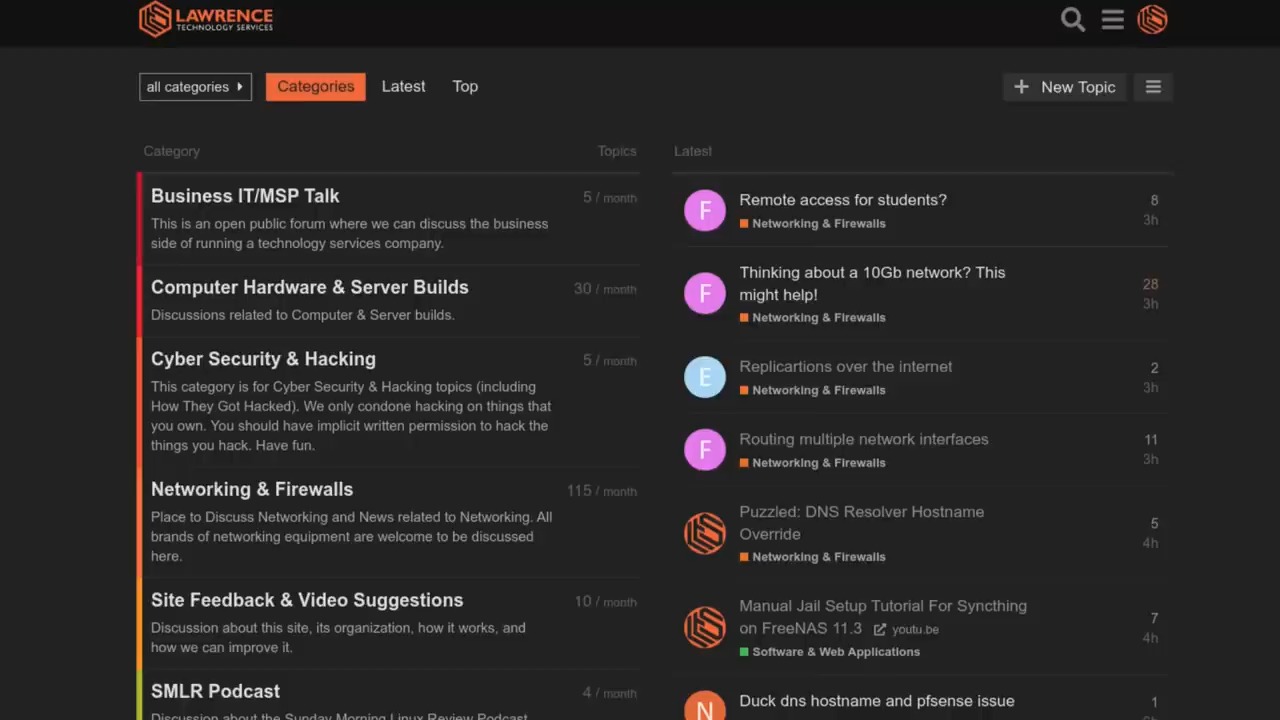 LAWRENCE
TECHNOLOGY SERVICES
all categories
Categories
Latest
Top
New Topic
Category
Topics
Business IT/MSP Talk
5 / month
This is an open public forum where we can discuss the business
side of running a technology services company.
Computer Hardware & Server Builds
30 / month
Discussions related to Computer & Server builds.
Cyber Security & Hacking
5 / month
This category is for Cyber Security & Hacking topics (including
How They Got Hacked). We only condone hacking on things that
you own. You should have implicit written permission to hack the
things you hack. Have fun.
Networking & Firewalls
115 / month
Place to Discuss Networking and News related to Networking. All
brands of networking equipment are welcome to be discussed
here.
Site Feedback & Video Suggestions
10 / month
Discussion about this site, its organization, how it works, and
how we can improve it.
SMLR Podcast
4 / month
Discussion about the Sunday Morning Linux Review Podcast
Latest
F
Remote access for students?
8
Networking & Firewalls
3h
F
Thinking about a 10Gb network? This
might help!
28
3h
Networking & Firewalls
E
Replicartions over the internet
2
Networking & Firewalls
3h
F
Routing multiple network interfaces
11
Networking & Firewalls
3h
Puzzled: DNS Resolver Hostname
Override
5
4h
Networking & Firewalls
Manual Jail Setup Tutorial For Syncthing
on FreeNAS 11.3 youtu.be
7
4h
Software & Web Applications
N
Duck dns hostname and pfsense issue
1